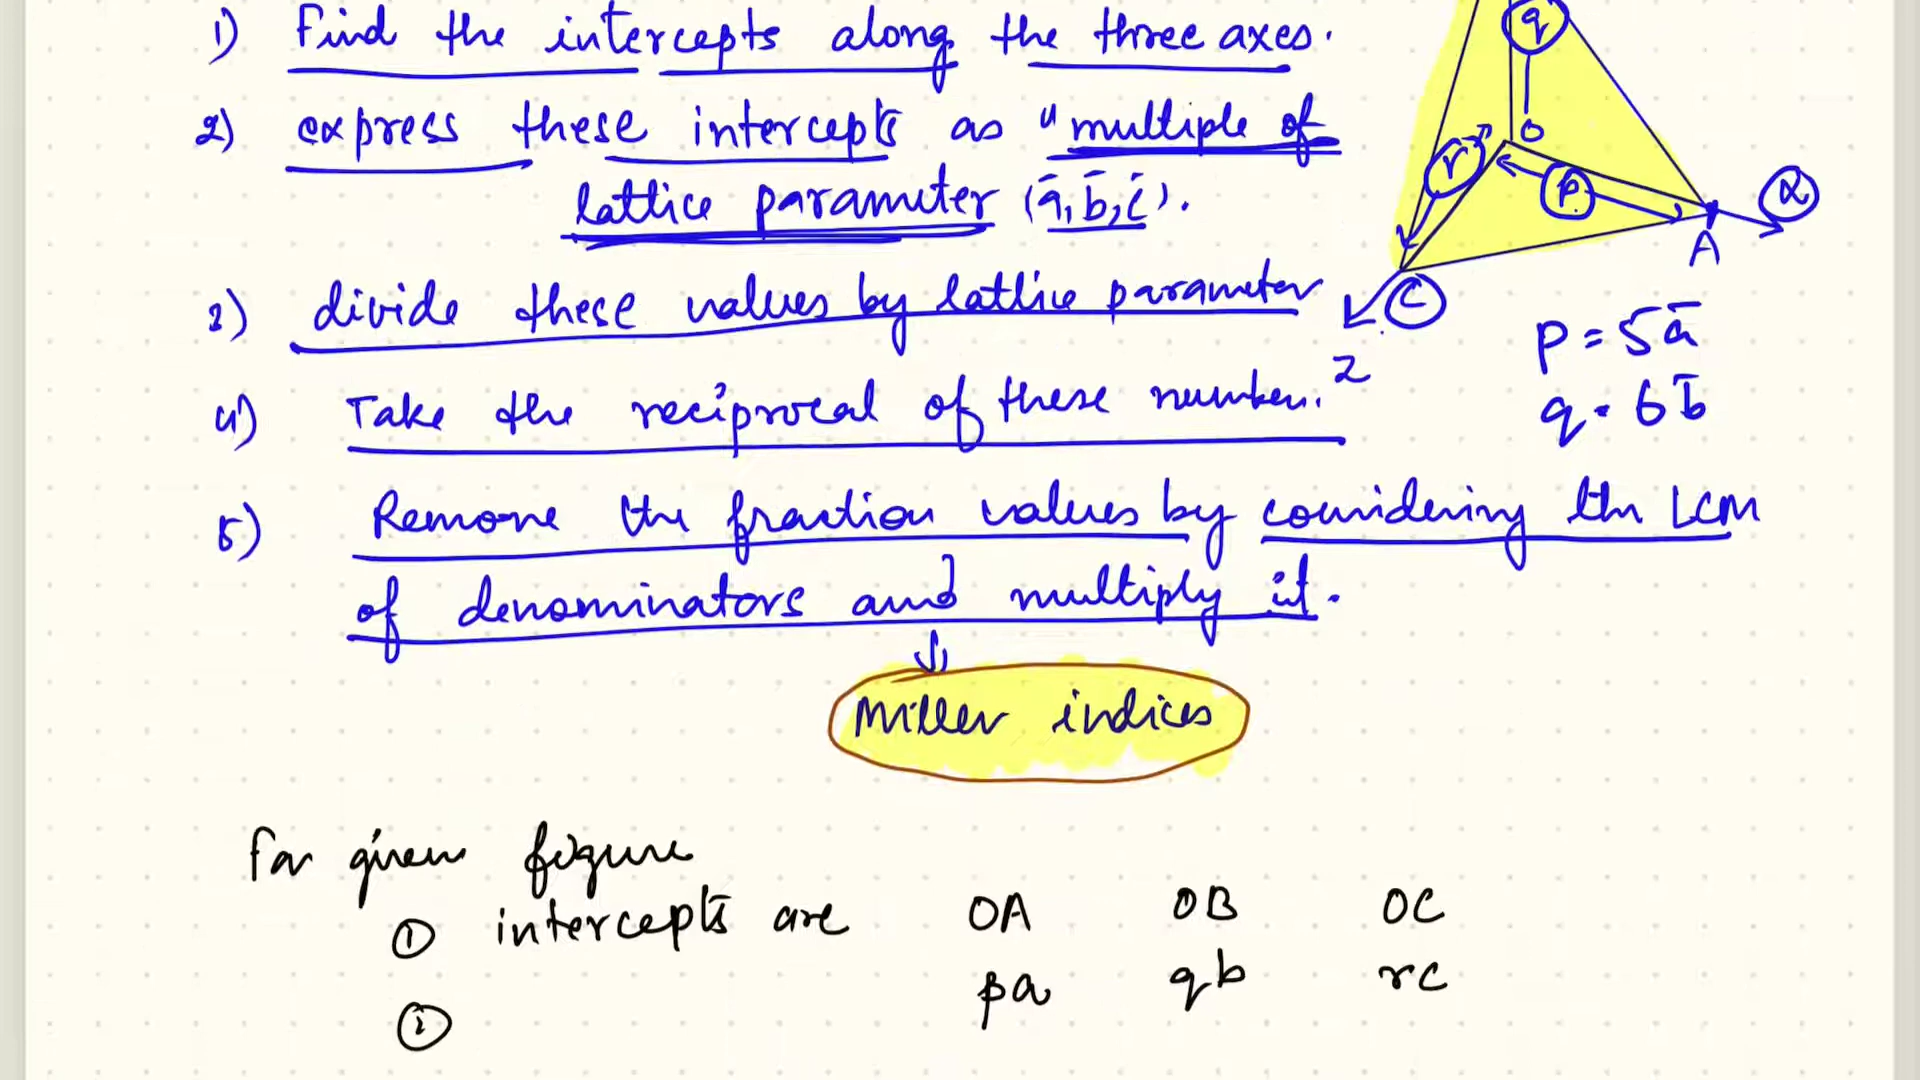 1) Find the intercepts along the three axes.
2) express these intercepts as "multiple of
lattice parameter (a̅, b̅, c̅).
3) divide these values by lattice parameter
4) Take the reciprocal of these number.
5) Remove the fraction values by considering the LCM
of denominators and multiply it.
↓
Miller indices
q
O
r
p
x
A
C
z
p = 5a̅
q = 6b̅
For given figure
① intercepts are OA OB OC
② pa qb rc